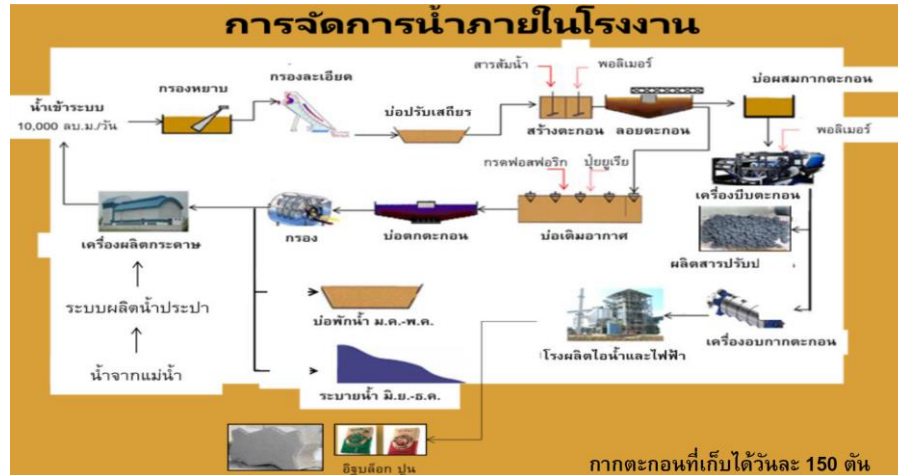 การจัดการน้ำภายในโรงงาน
สารส้มน้ำ
พอลิเมอร์
กรองละเอียด
กรองหยาบ
บ่อผสมกากตะกอน
น้ำเข้าระบบ
10,000 ลบ.ม./วัน
บ่อปรับเสถียร
สร้างตะกอน
ลอยตะกอน
พอลิเมอร์
กรดฟอสฟอริก
ปุ๋ยยูเรีย
เครื่องบีบตะกอน
เครื่องผลิตกระดาษ
กรอง
บ่อตกตะกอน
บ่อเติมอากาศ
ผลิตสารปรับป
ระบบผลิตน้ำประปา
บ่อพักน้ำ ม.ค.-พ.ค.
โรงผลิตไอน้ำและไฟฟ้า
เครื่องอบกากตะกอน
น้ำจากแม่น้ำ
ระบายน้ำ มิ.ย.-ธ.ค.
อิฐบล๊อก ปูน
กากตะกอนที่เก็บได้วันละ 150 ตัน